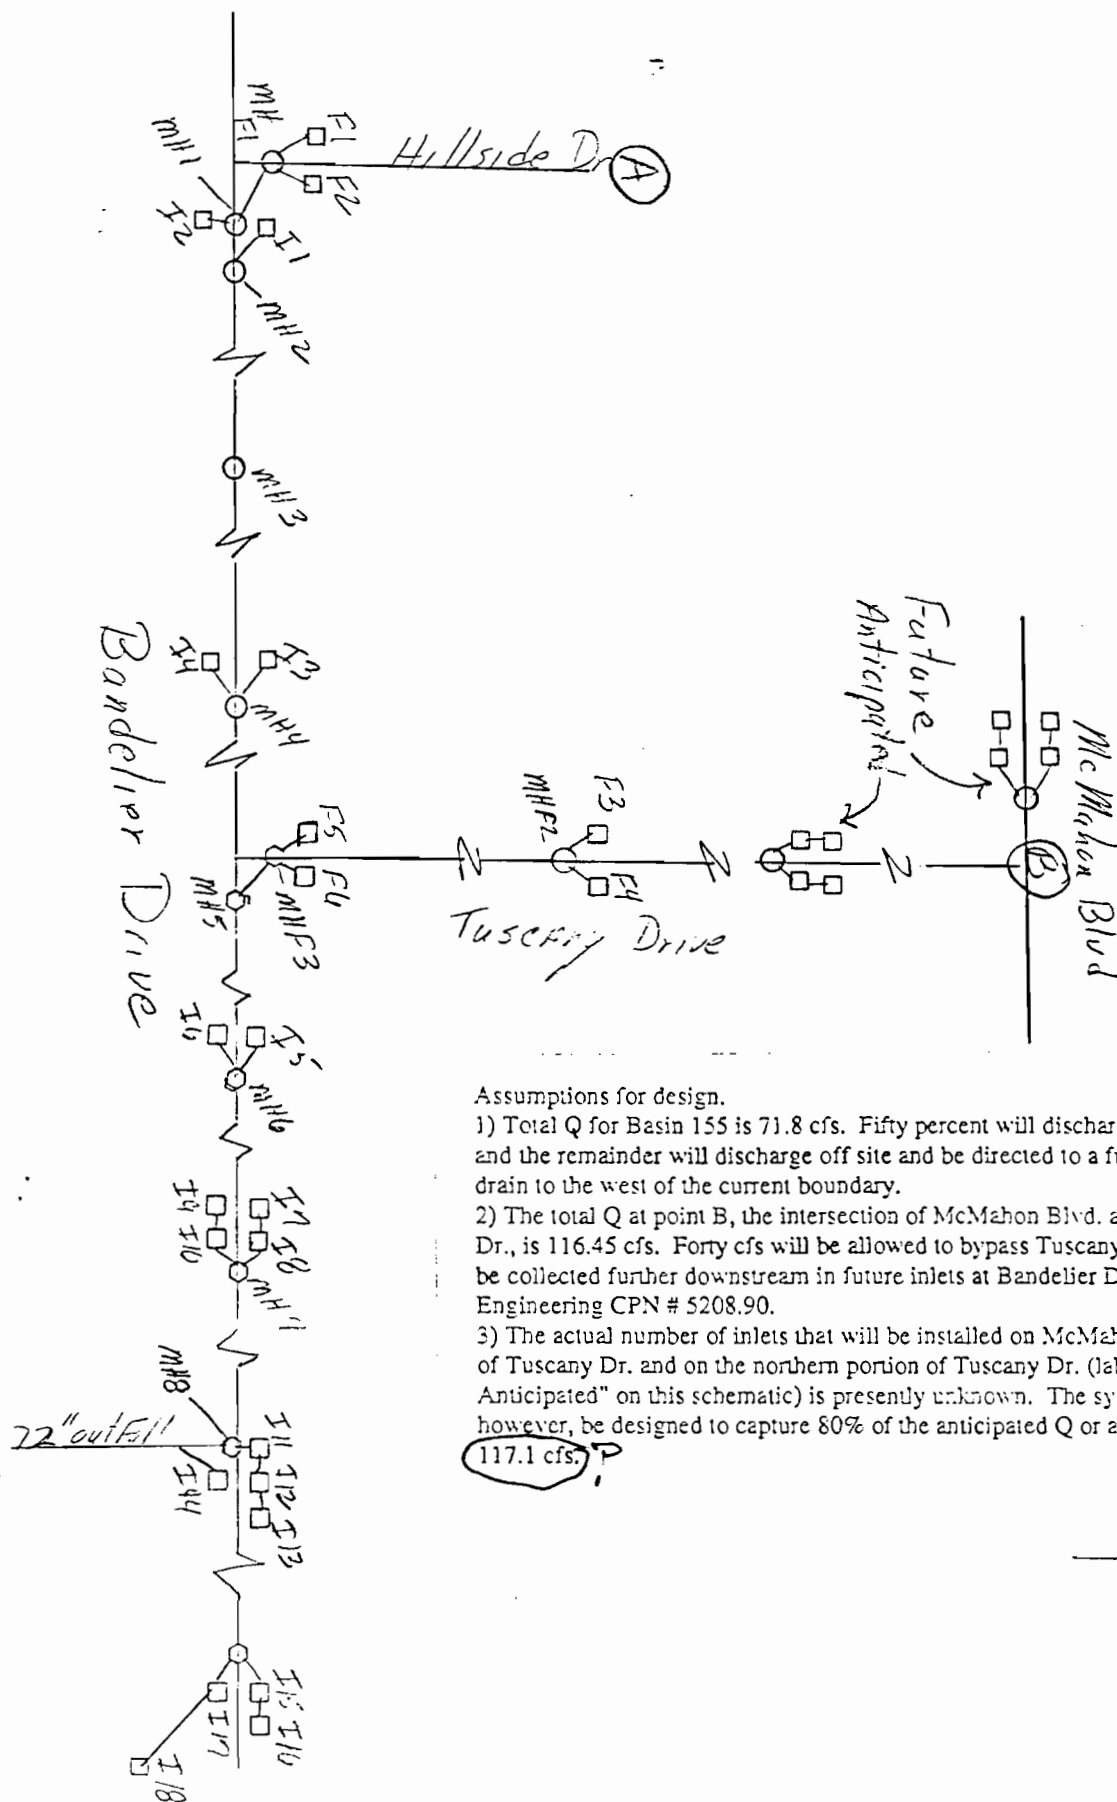 Hillside Dr
A
MH
F1
F1
F2
MH1
I2
I1
MH2
MH3
I4
I3
MH4
Bandelier Drive
F5
F6
MHF3
MH5
MHF2
F3
F4
Tuscany Drive
Future
Anticipated
McMahon Blvd
B
I6
I5
MH6
I9 I10
I7 I8
MH7
MH8
72" outfall
I11 I12 I13
I14
I15 I16
I17
I18
Assumptions for design.
1) Total Q for Basin 155 is 71.8 cfs. Fifty percent will dischar
and the remainder will discharge off site and be directed to a fu
drain to the west of the current boundary.
2) The total Q at point B, the intersection of McMahon Blvd. a
Dr., is 116.45 cfs. Forty cfs will be allowed to bypass Tuscany
be collected further downstream in future inlets at Bandelier D
Engineering CPN # 5208.90.
3) The actual number of inlets that will be installed on McMah
of Tuscany Dr. and on the northern portion of Tuscany Dr. (lal
Anticipated" on this schematic) is presently unknown. The sy
however, be designed to capture 80% of the anticipated Q or a
117.1 cfs. ?